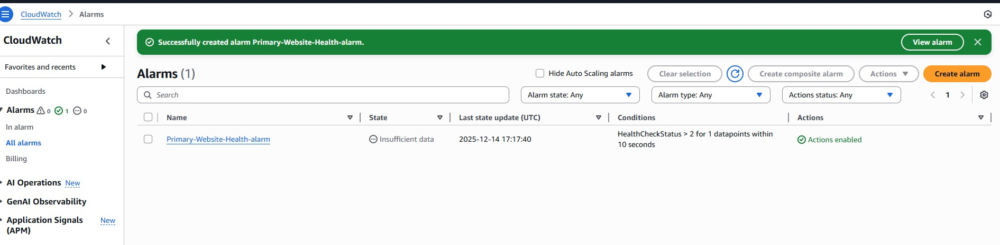 CloudWatch > Alarms
CloudWatch
Favorites and recents
Dashboards
Alarms 0 1 0
In alarm
All alarms
Billing
AI Operations New
GenAI Observability
Application Signals New
(APM)
Successfully created alarm Primary-Website-Health-alarm.
View alarm
Alarms (1)
Hide Auto Scaling alarms
Clear selection
Create composite alarm
Actions
Create alarm
Search
Alarm state: Any
Alarm type: Any
Actions status: Any
1
Name State Last state update (UTC) Conditions Actions
Primary-Website-Health-alarm Insufficient data 2025-12-14 17:17:40 HealthCheckStatus > 2 for 1 datapoints within
10 seconds
Actions enabled